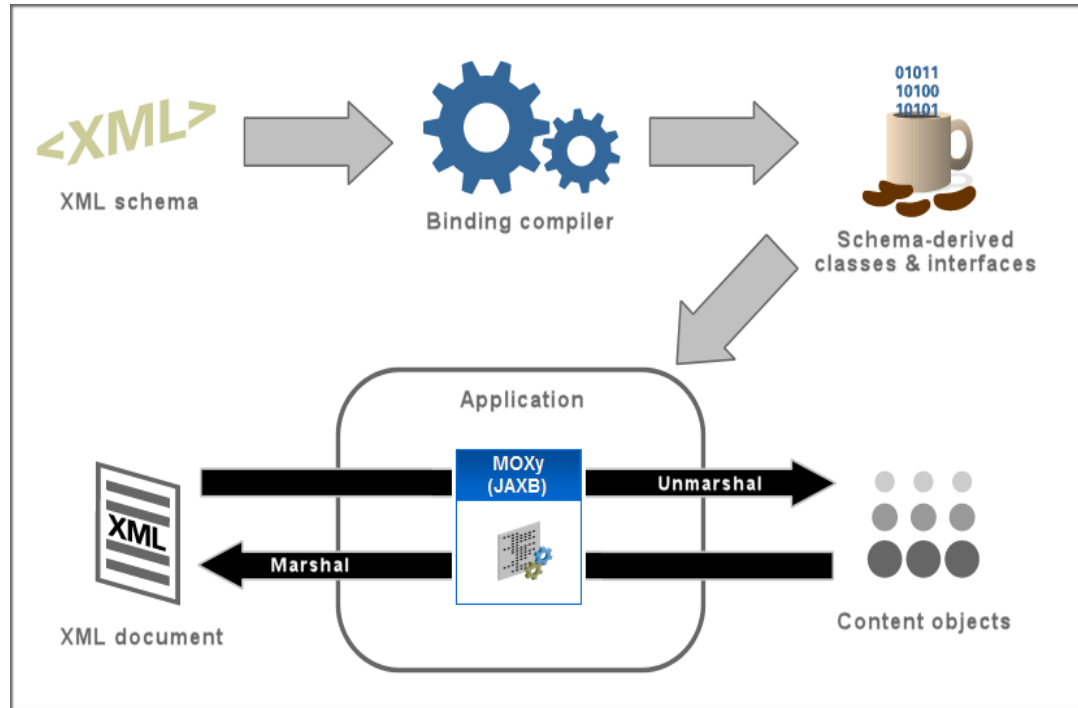 <XML>
XML schema
Binding compiler
01011
10100
10101
Schema-derived
classes & interfaces
Application
MOXy
(JAXB)
Unmarshal
XML
Marshal
XML document
Content objects